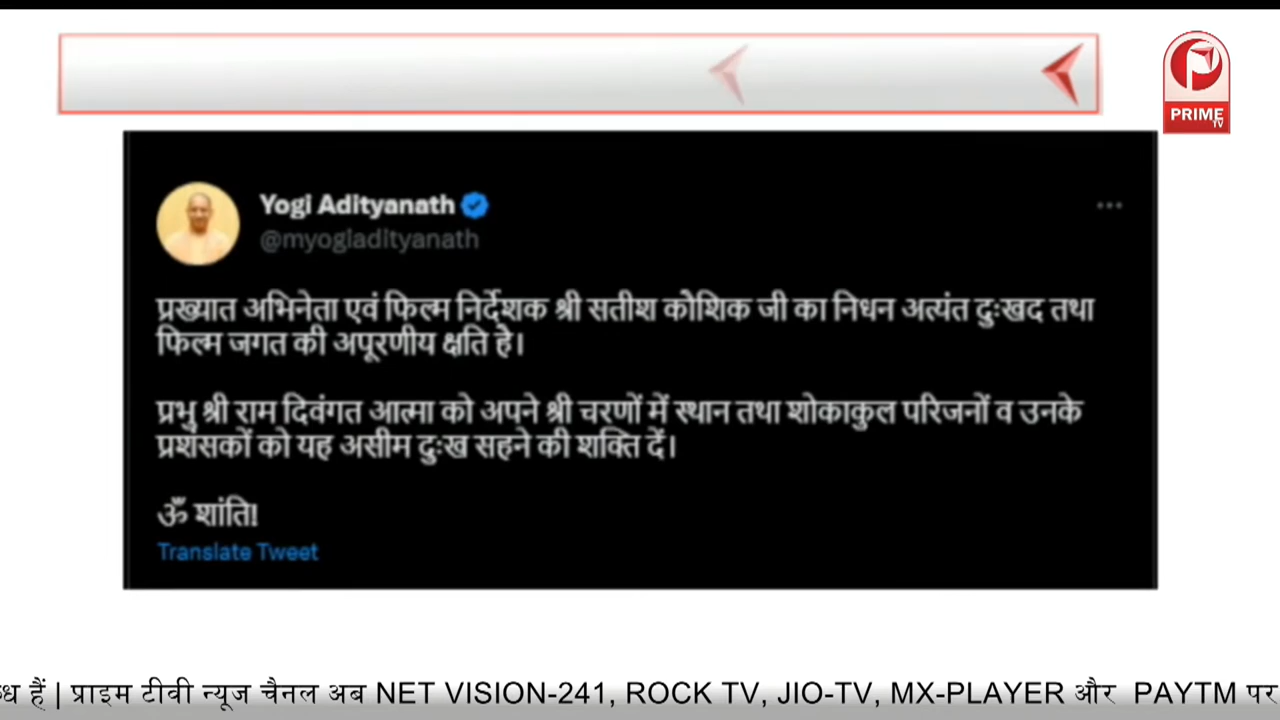 PRIME
TV
Yogi Adityanath
@myogiadityanath
प्रख्यात अभिनेता एवं फिल्म निर्देशक श्री सतीश कौशिक जी का निधन अत्यंत दुःखद तथा
फिल्म जगत की अपूरणीय क्षति है।
प्रभु श्री राम दिवंगत आत्मा को अपने श्री चरणों में स्थान तथा शोकाकुल परिजनों व उनके
प्रशंसकों को यह असीम दुःख सहने की शक्ति दें।
ॐ शांति!
Translate Tweet
हैं | प्राइम टीवी न्यूज चैनल अब NET VISION-241, ROCK TV, JIO-TV, MX-PLAYER और PAYTM पर